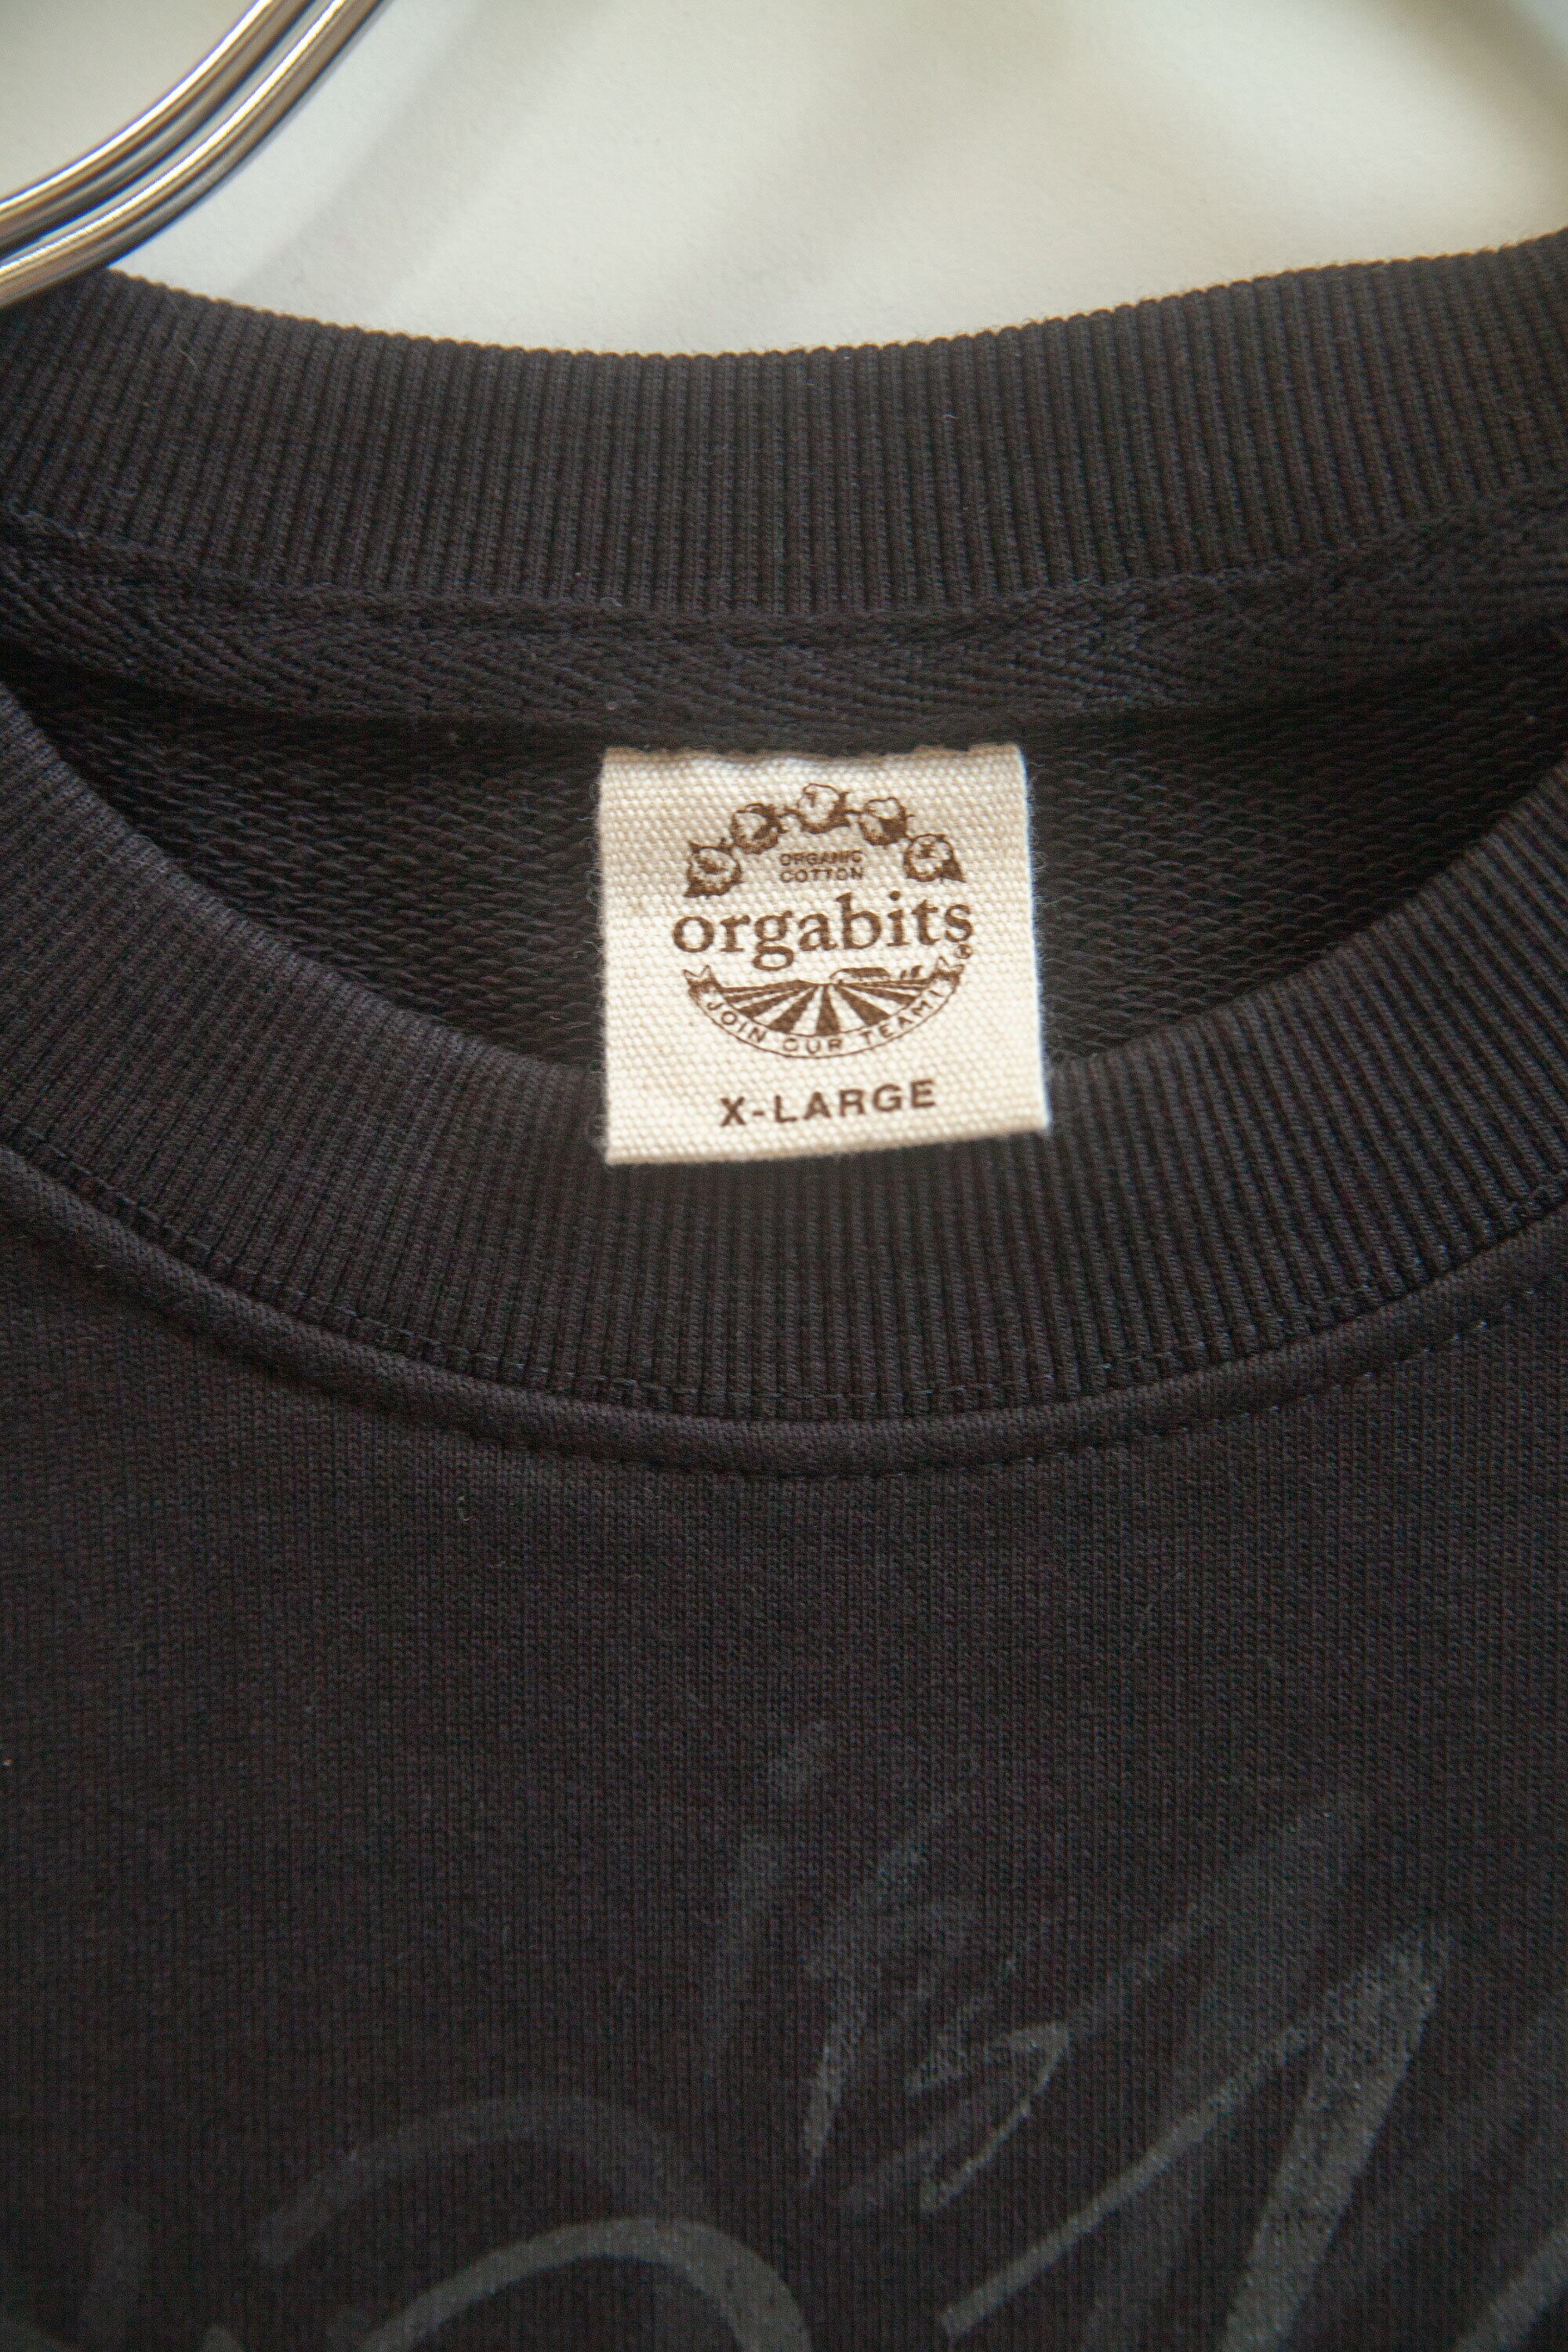 ORGANIC
COTTON
orgabits
JOIN OUR TEAM!
X-LARGE